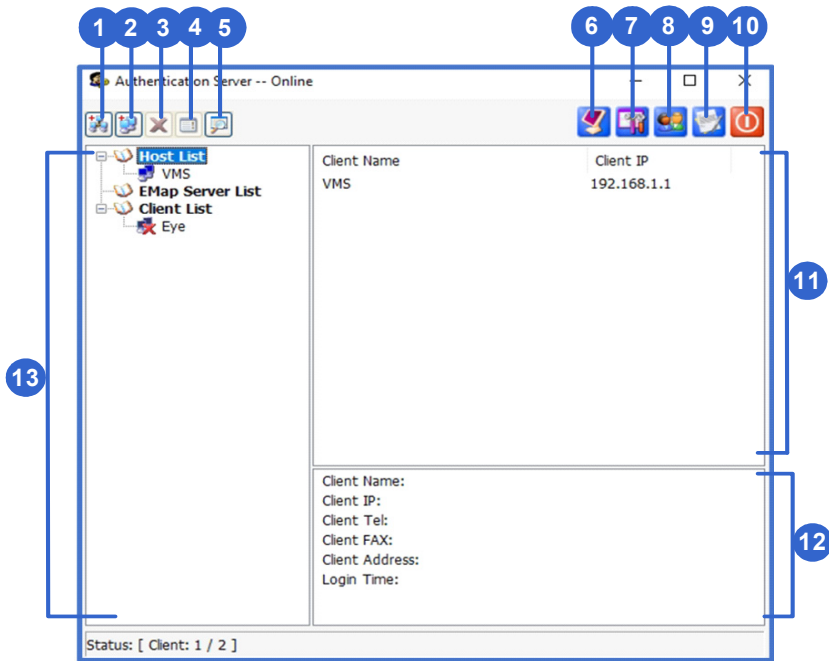 1 2 3 4 5 6 7 8 9 10
Authentication Server -- Online
Host List
VMS
EMap Server List
Client List
Eye
Client Name Client IP
VMS 192.168.1.1
11
13
Client Name:
Client IP:
Client Tel:
Client FAX:
Client Address:
Login Time:
12
Status: [ Client: 1 / 2 ]